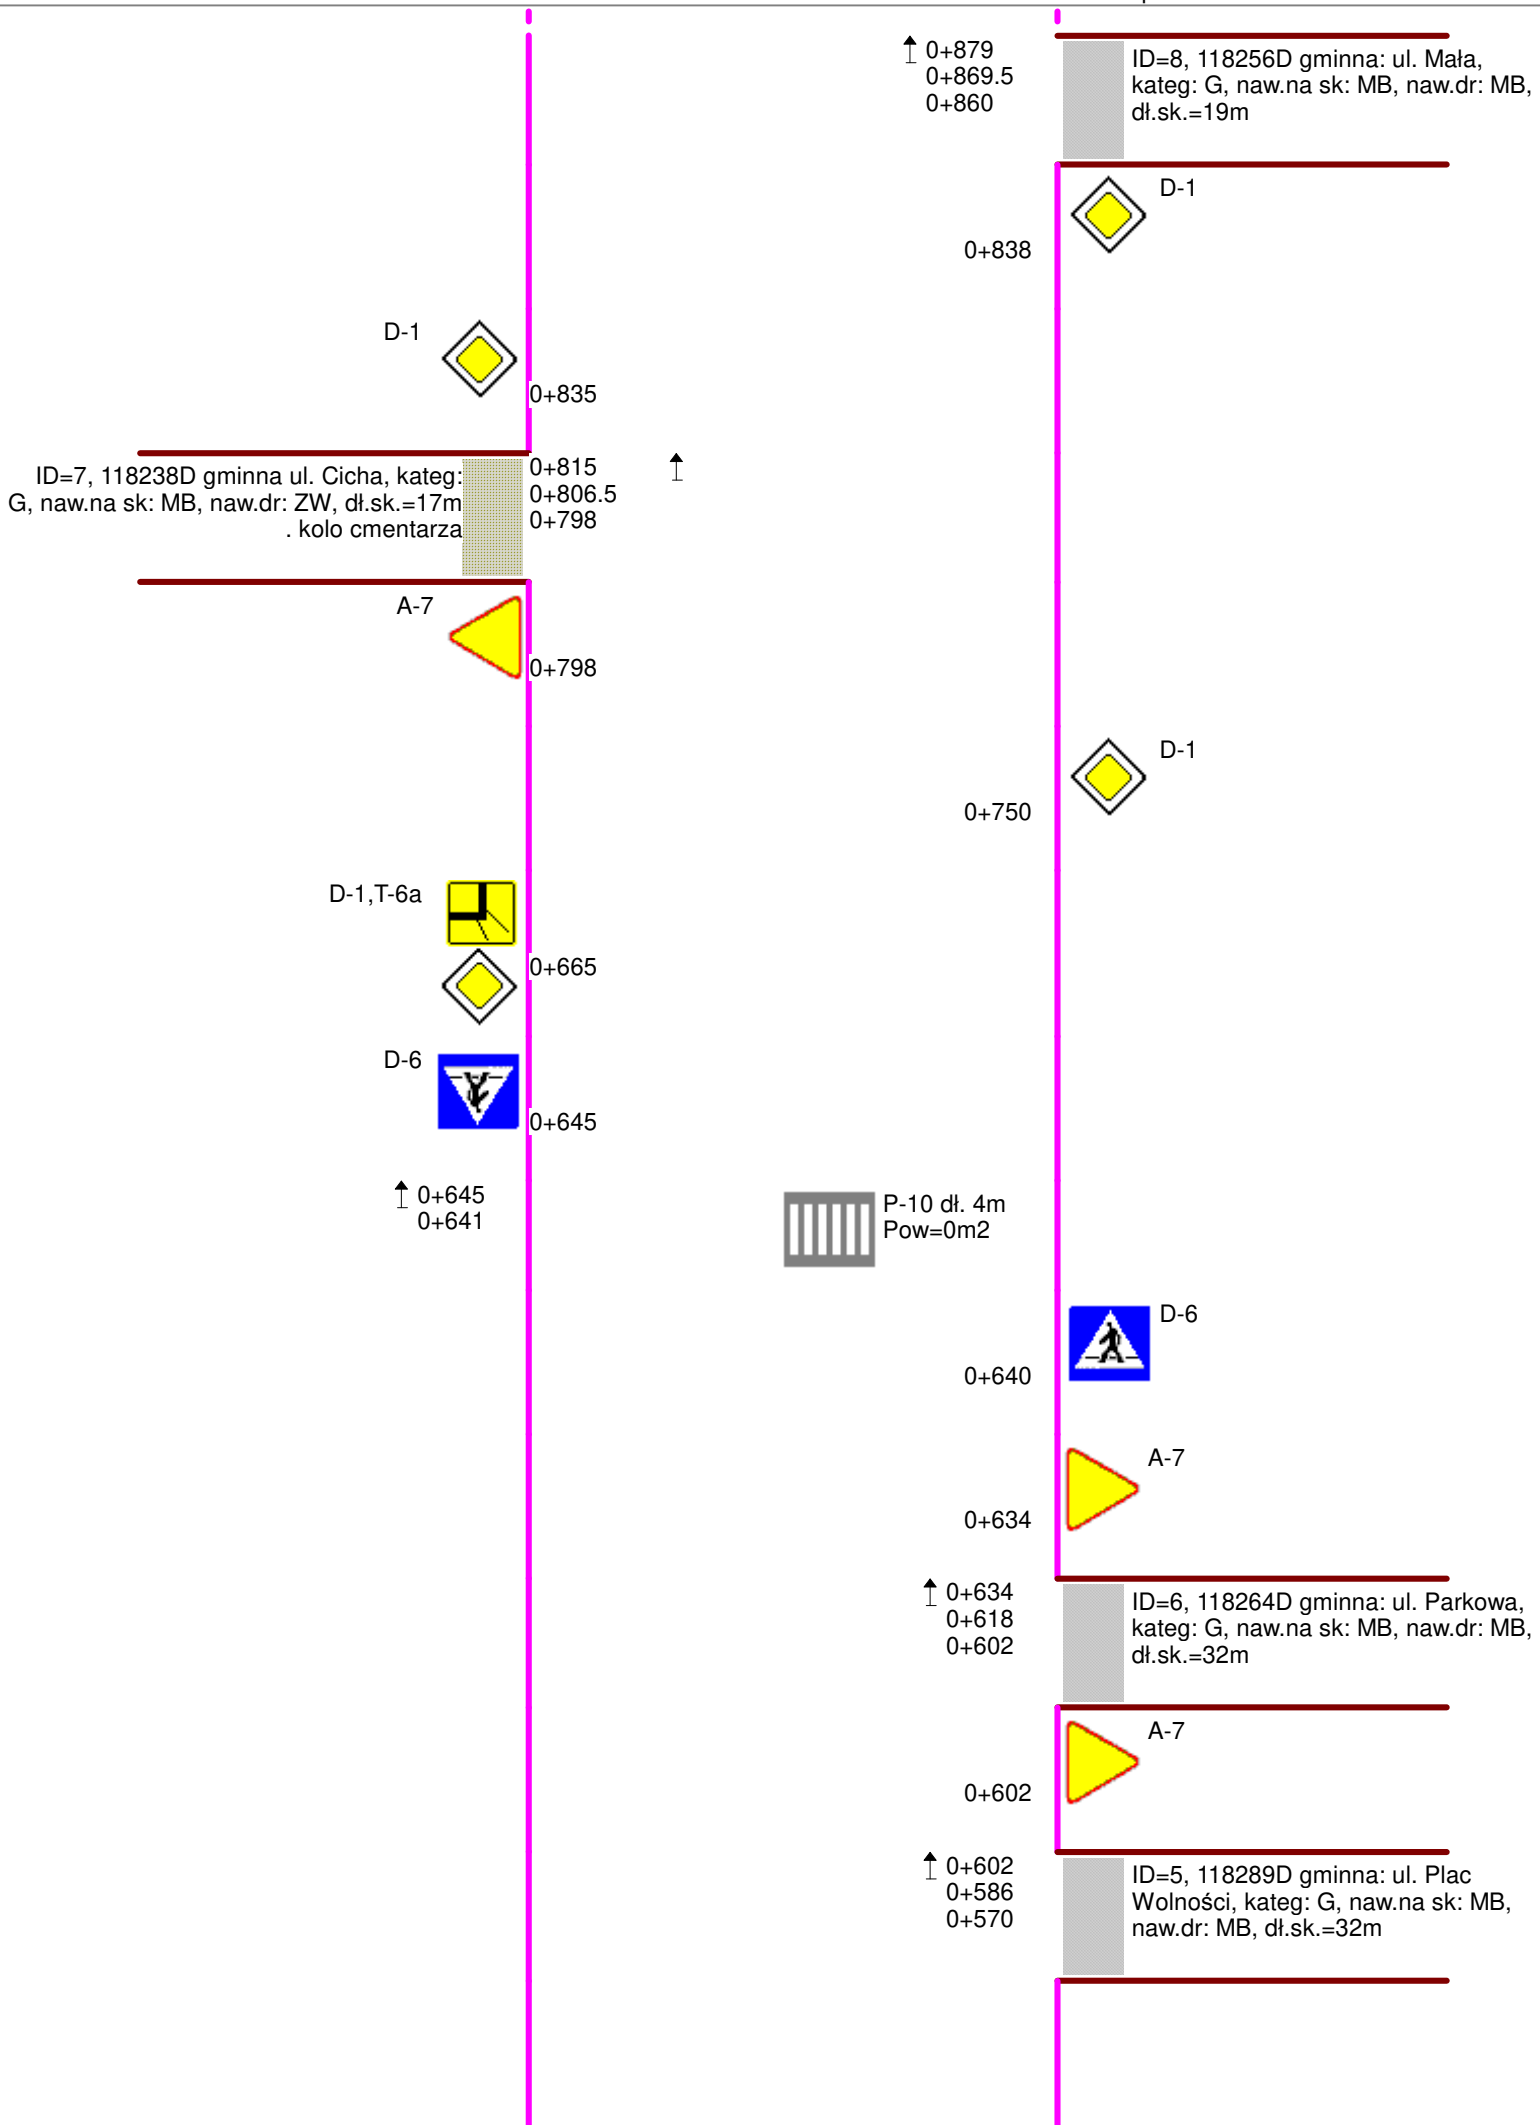 0+879
0+869.5
0+860
ID=8, 118256D gminna: ul. Mała,
kateg: G, naw.na sk: MB, naw.dr: MB,
dł.sk.=19m
D-1
0+838
D-1
0+835
ID=7, 118238D gminna ul. Cicha, kateg:
G, naw.na sk: MB, naw.dr: ZW, dł.sk.=17m
. kolo cmentarza
0+815
0+806.5
0+798
A-7
0+798
D-1
0+750
D-1,T-6a
0+665
D-6
0+645
0+645
0+641
P-10 dł. 4m
Pow=0m2
D-6
0+640
A-7
0+634
0+634
0+618
0+602
ID=6, 118264D gminna: ul. Parkowa,
kateg: G, naw.na sk: MB, naw.dr: MB,
dł.sk.=32m
A-7
0+602
0+602
0+586
0+570
ID=5, 118289D gminna: ul. Plac
Wolności, kateg: G, naw.na sk: MB,
naw.dr: MB, dł.sk.=32m